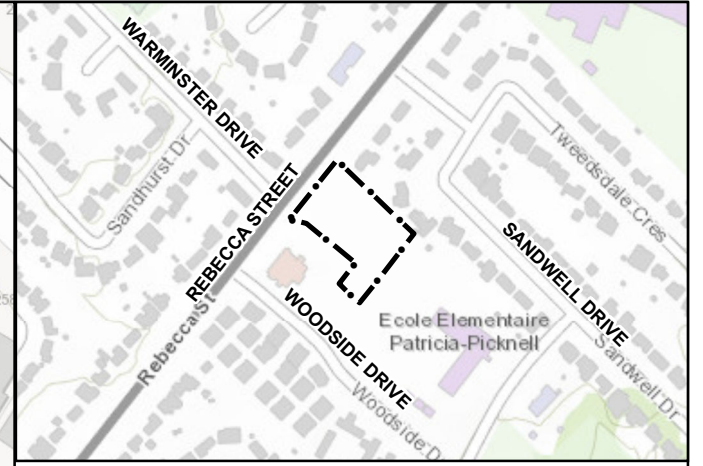 WARMINSTER DRIVE
Sandhurst Dr
REBECCA STREET
Rebecca St
Tweedsdale Cres
SANDWELL DRIVE
Sandwell Dr
WOODSIDE DRIVE
Woodside D
Ecole Elementaire
Patricia-Picknell